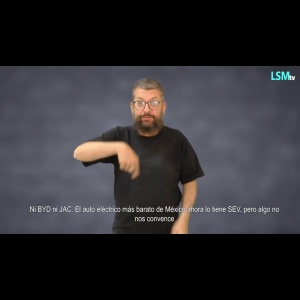 LSMtv
Ni BYD ni JAC. El auto eléctrico más barato de México ahora lo tiene SEV, pero algo no
nos convence